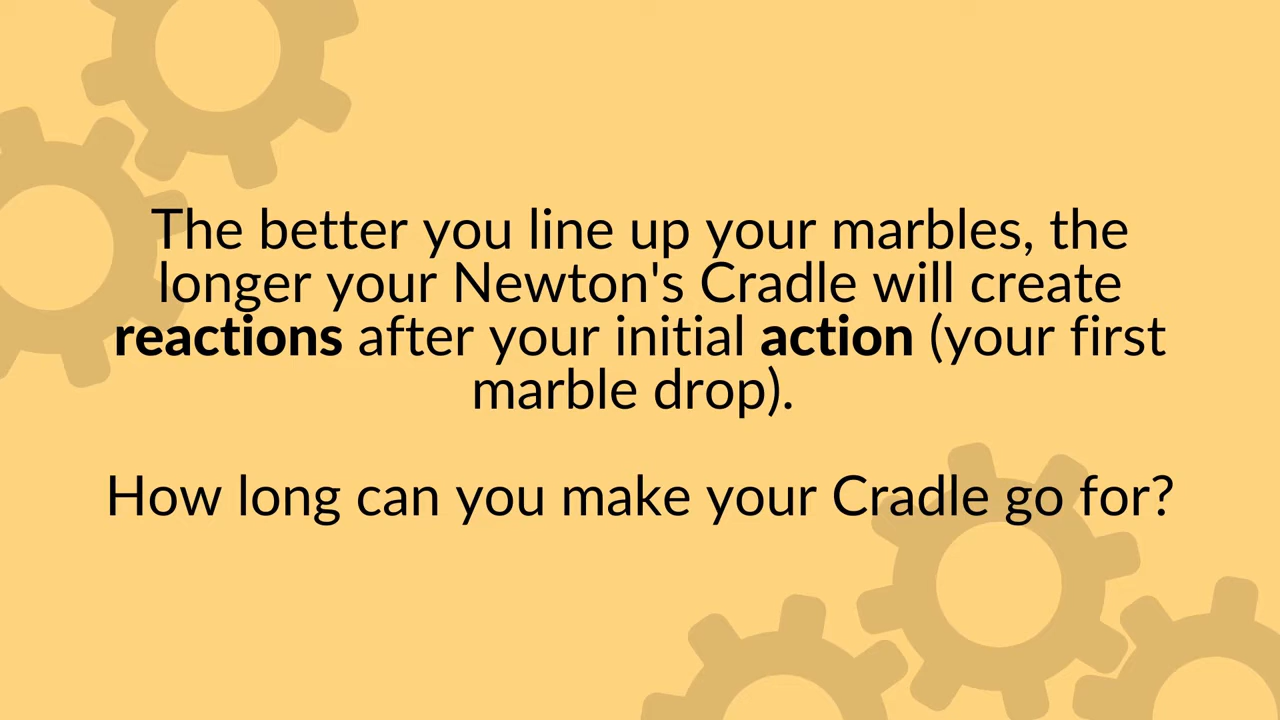 The better you line up your marbles, the
longer your Newton's Cradle will create
reactions after your initial action (your first
marble drop).
How long can you make your Cradle go for?